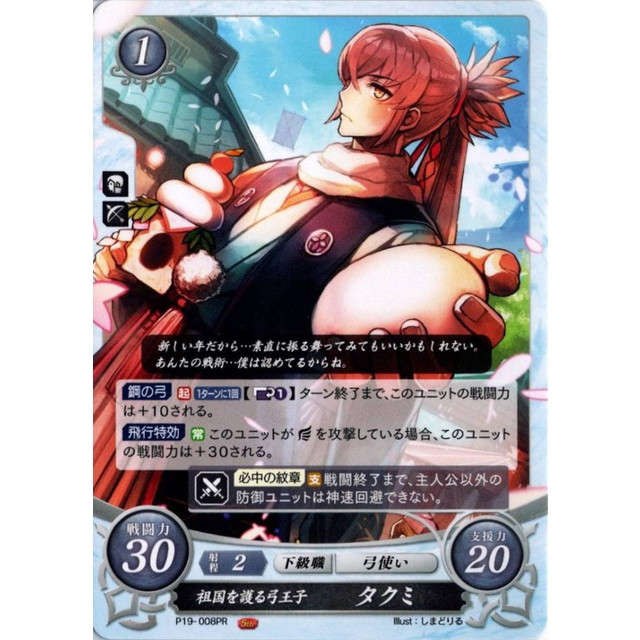 1
新しい年だから…素直に振る舞ってみてもいいかもしれない。
あんたの戦術…僕は認めてるからね。
鋼の弓 起 1ターンに1回 【 1】 ターン終了まで、このユニットの戦闘力
は+10される。
飛行特効 常 このユニットが を攻撃している場合、このユニット
の戦闘力は+30される。
必中の紋章 支 戦闘終了まで、主人公以外の
防御ユニットは神速回避できない。
戦闘力 30
射程 2
下級職
弓使い
支援力 20
祖国を護る弓王子 タクミ
P19-008PR 5th Illust:しまどりる